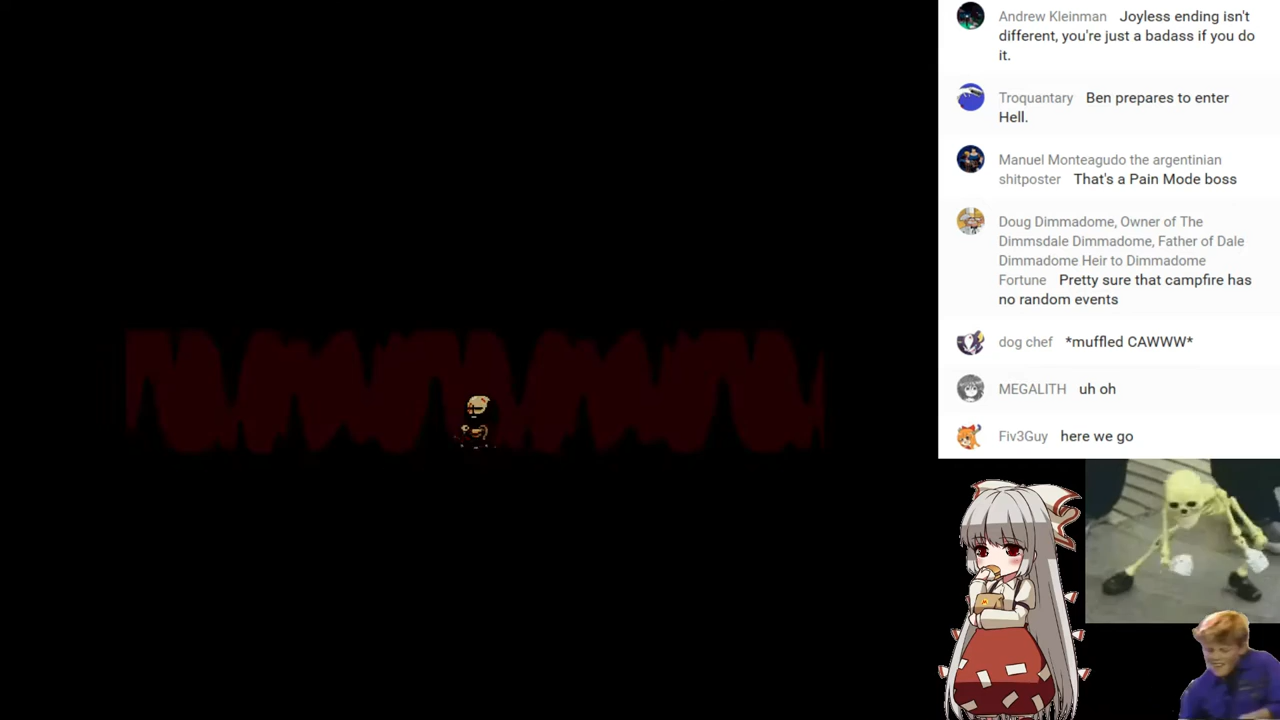 Andrew Kleinman Joyless ending isn't
different, you're just a badass if you do
it.
Troquantary Ben prepares to enter
Hell.
Manuel Monteagudo the argentinian
shitposter That's a Pain Mode boss
Doug Dimmadome, Owner of The
Dimmsdale Dimmadome, Father of Dale
Dimmadome Heir to Dimmadome
Fortune Pretty sure that campfire has
no random events
dog chef *muffled CAWWW*
MEGALITH uh oh
Fiv3Guy here we go